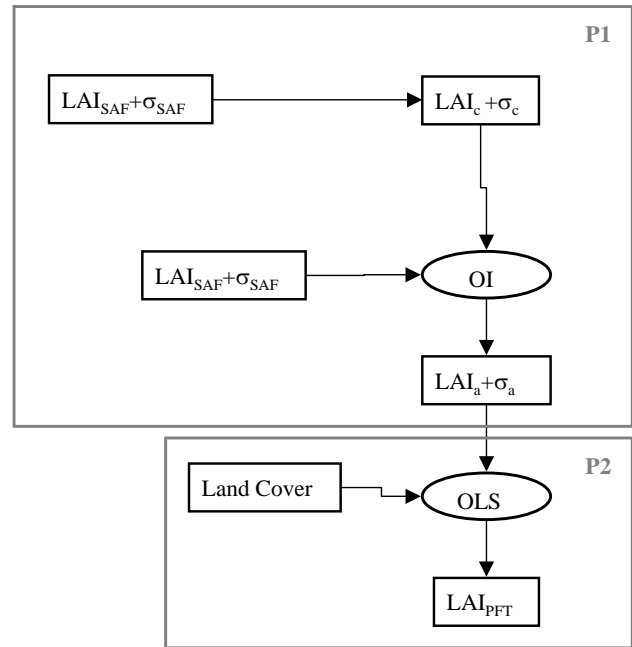 P1
LAI_SAF+σ_SAF
LAI_c+σ_c
LAI_SAF+σ_SAF
OI
LAI_a+σ_a
P2
Land Cover
OLS
LAI_PFT